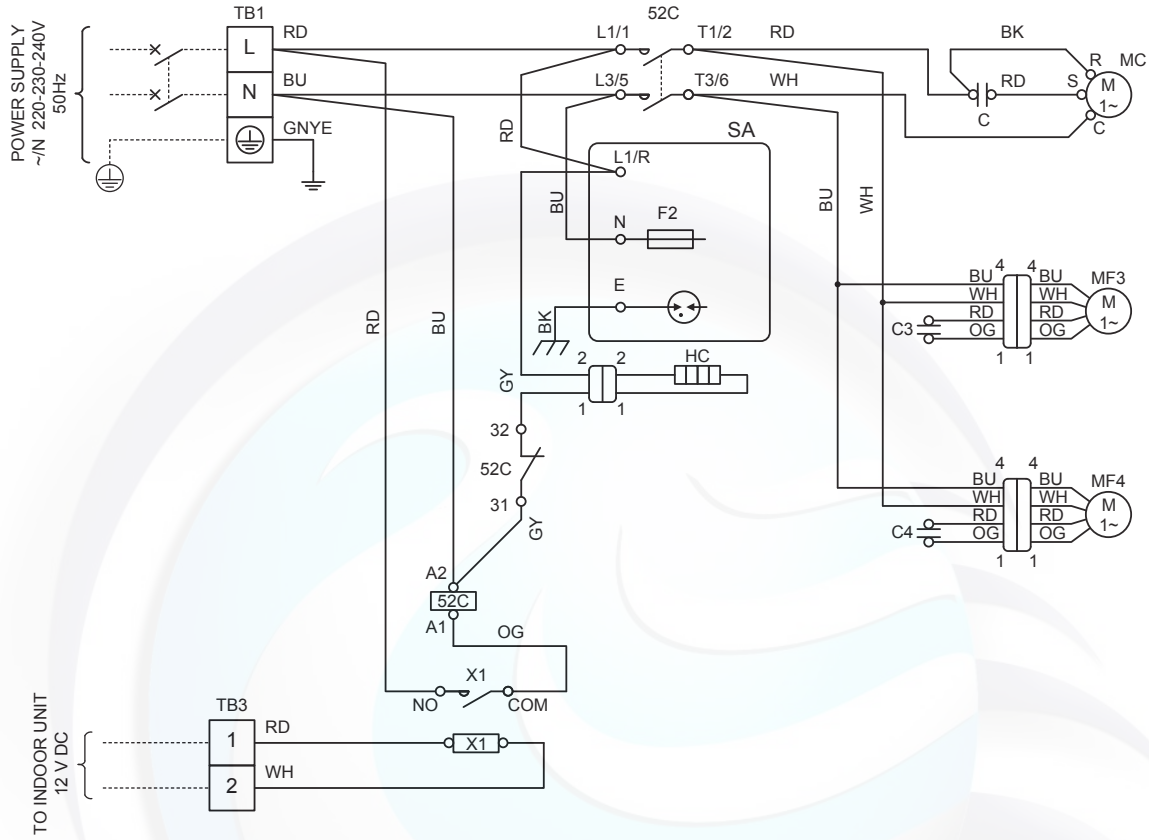 POWER SUPPLY
~/N 220-230-240V
50Hz
TB1
L
RD
N
BU
GNYE
52C
L1/1
T1/2
RD
L3/5
T3/6
WH
BK
R
MC
RD
S
M
1~
C
C
RD
SA
L1/R
BU
N
F2
E
BK
RD
BU
BU
WH
4
4
BU
BU
MF3
WH
WH
M
RD
RD
1~
C3
OG
OG
1
1
GY
2
2
HC
1
1
32
52C
31
GY
4
4
BU
BU
MF4
WH
WH
M
RD
RD
1~
C4
OG
OG
1
1
A2
52C
A1
OG
X1
NO
COM
TO INDOOR UNIT
12 V DC
TB3
1
RD
X1
2
WH